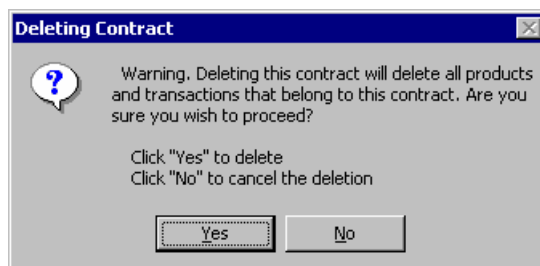 Deleting Contract
Warning. Deleting this contract will delete all products
and transactions that belong to this contract. Are you
sure you wish to proceed?
Click "Yes" to delete
Click "No" to cancel the deletion
Yes
No